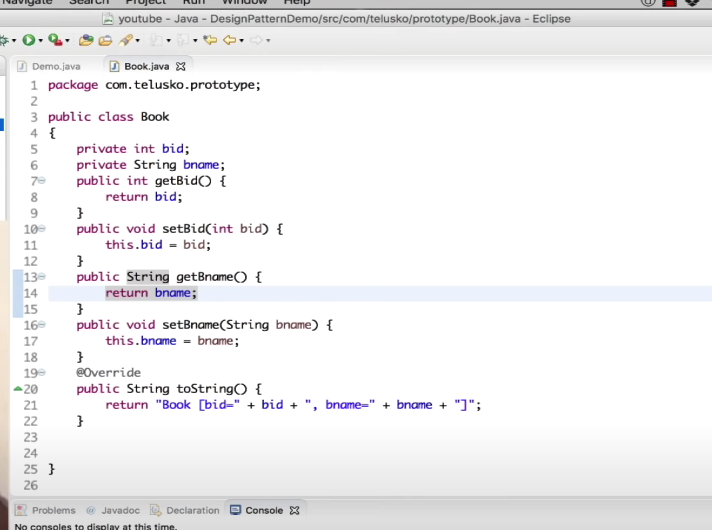 Navigate Search Project Run Window Help
youtube - Java - DesignPatternDemo/src/com/telusko/prototype/Book.java - Eclipse
Demo.java Book.java
1 package com.telusko.prototype;
2
3 public class Book
4 {
5 private int bid;
6 private String bname;
7 public int getBid() {
8 return bid;
9 }
10 public void setBid(int bid) {
11 this.bid = bid;
12 }
13 public String getBname() {
14 return bname;
15 }
16 public void setBname(String bname) {
17 this.bname = bname;
18 }
19 @Override
20 public String toString() {
21 return "Book [bid=" + bid + ", bname=" + bname + "]";
22 }
23
24
25 }
26
Problems Javadoc Declaration Console
No consoles to display at this time.